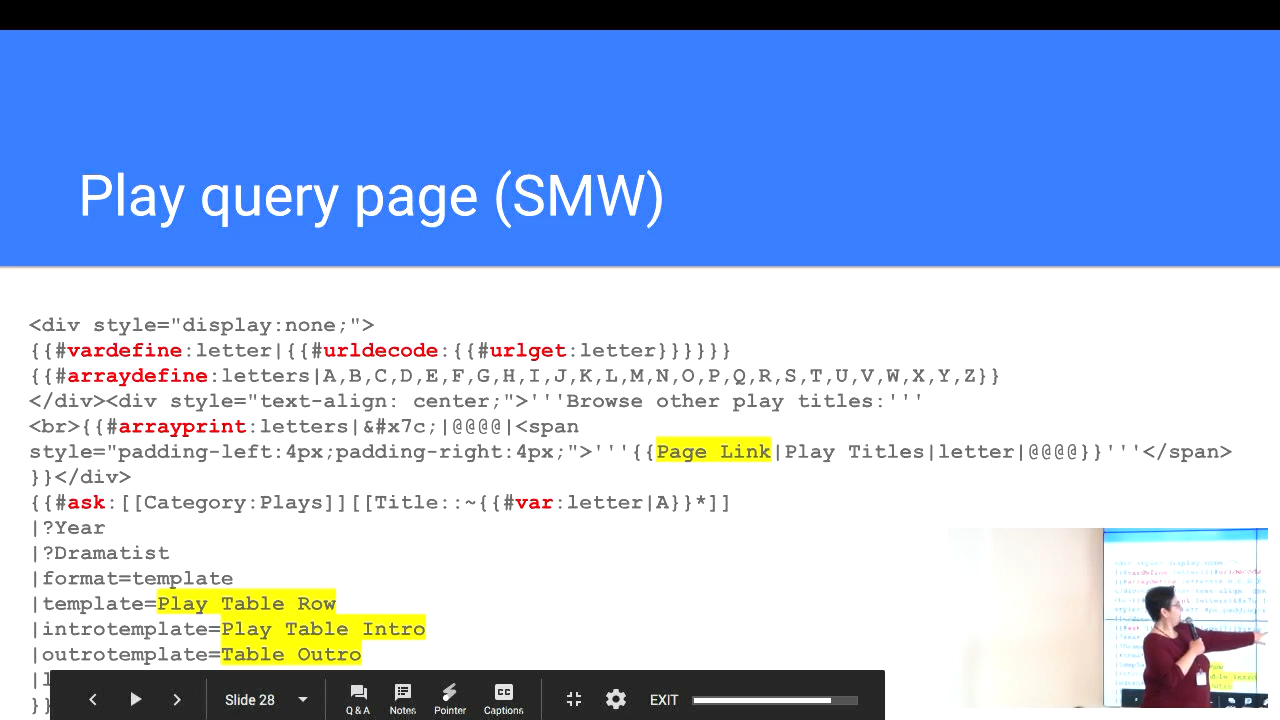 Play query page (SMW)
<div style="display:none;">
{{#vardefine:letter|{{#urldecode:{{#urlget:letter}}}}}}
{{#arraydefine:letters|A,B,C,D,E,F,G,H,I,J,K,L,M,N,O,P,Q,R,S,T,U,V,W,X,Y,Z}}
</div><div style="text-align: center;">'''Browse other play titles:'''
<br>{{#arrayprint:letters|&#x7c;|@@@@|<span
style="padding-left:4px;padding-right:4px;">'''{{Page Link|Play Titles|letter|@@@@}}'''</span>
}}</div>
{{#ask:[[Category:Plays]][[Title::~{{#var:letter|A}}*]]
|?Year
|?Dramatist
|format=template
|template=Play Table Row
|introtemplate=Play Table Intro
|outrotemplate=Table Outro
}}
Slide 28
Q & A
Notes
Pointer
Captions
EXIT